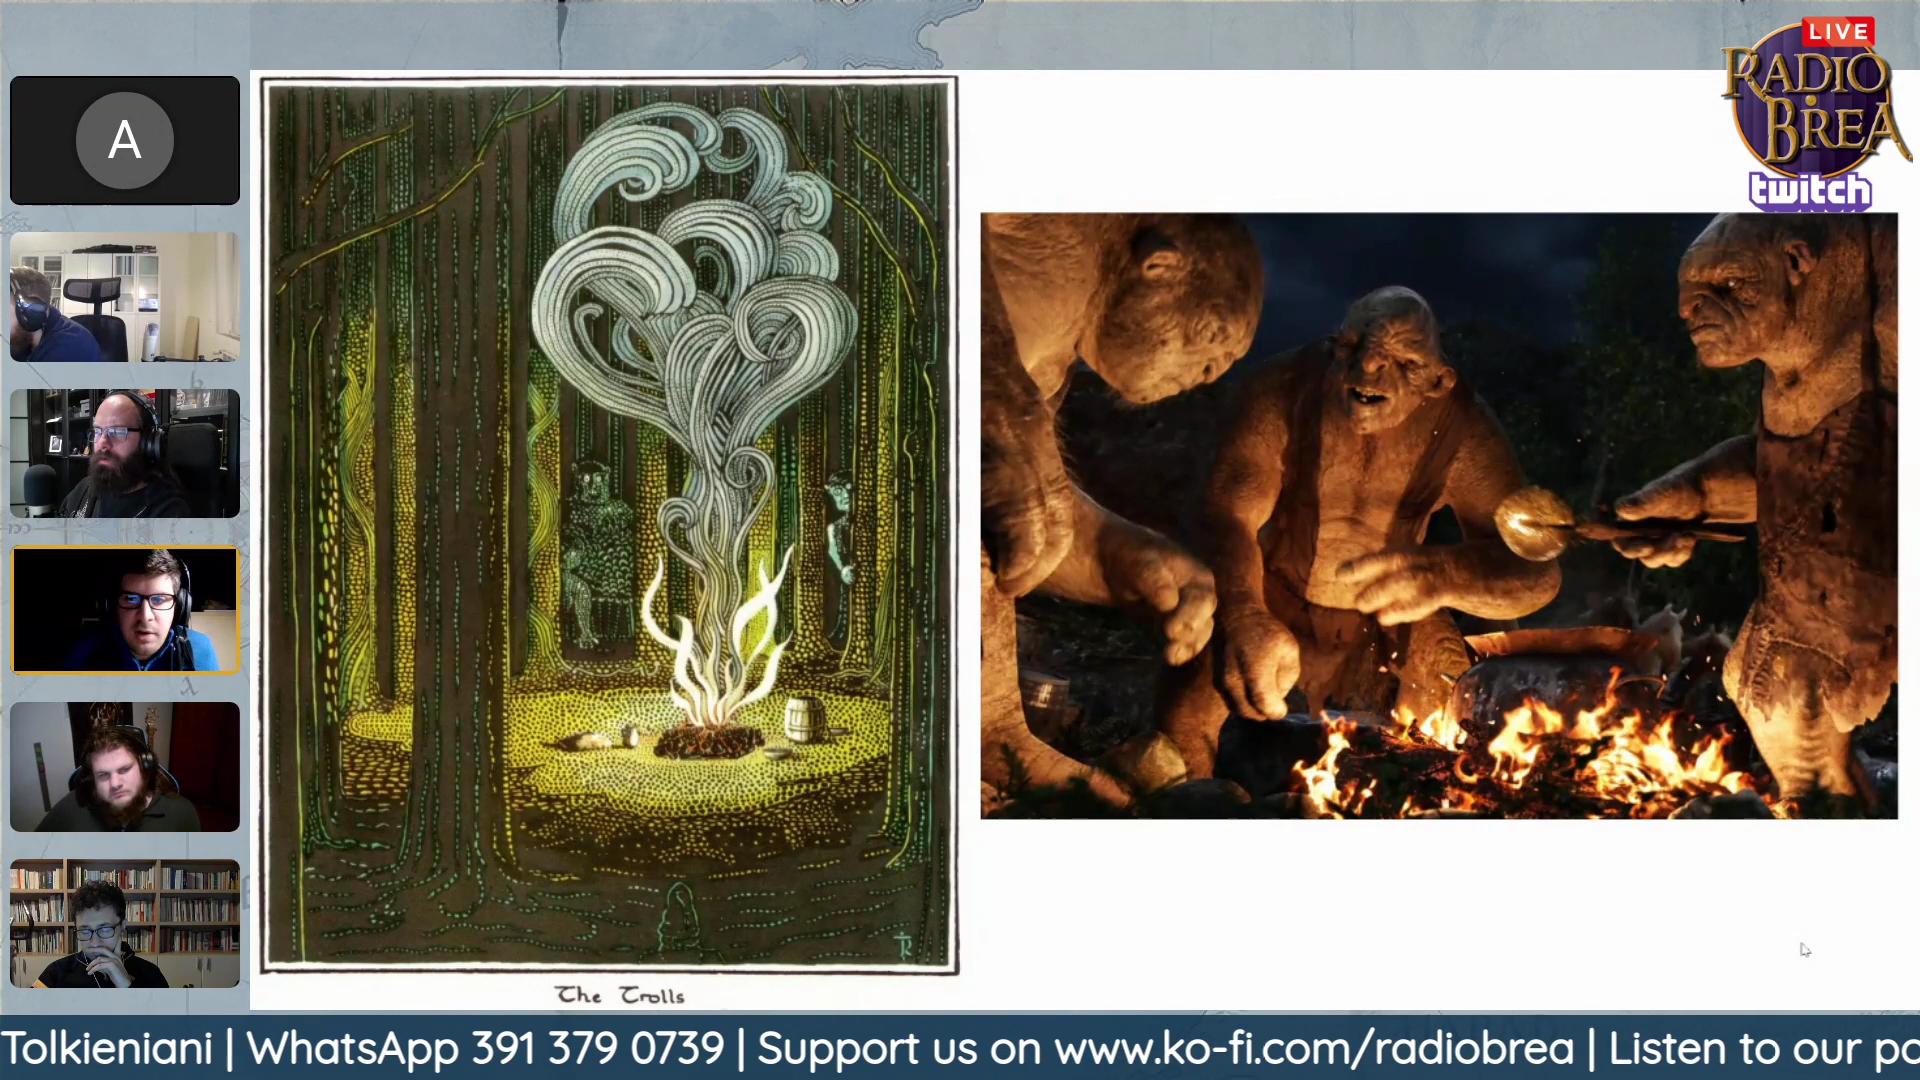 LIVE
RADIO
BREA
twitch
A
The Trolls
Tolkieniani | WhatsApp 391 379 0739 | Support us on www.ko-fi.com/radiobrea | Listen to our po